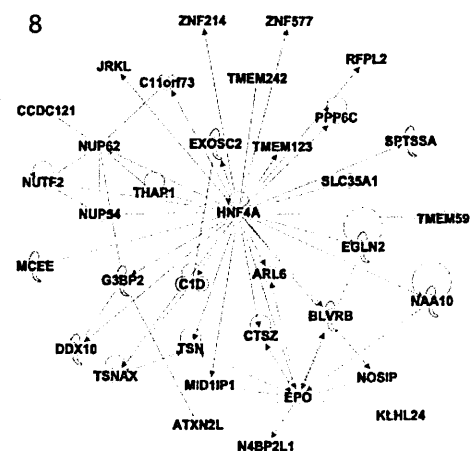 8
ZNF214
ZNF577
JRKL
C11orf73
TMEM242
RFPL2
CCDC121
PPP6C
NUP62
EXOSC2
TMEM123
SPTSSA
NUTF2
THAP1
SLC35A1
NUP54
HNF4A
TMEM59
EGLN2
MCEE
G3BP2
C1D
ARL6
NAA10
BLVRB
DDX10
TSN
CTSZ
TSNAX
MID1IP1
NOSIP
EPO
ATXN2L
KLHL24
N4BP2L1